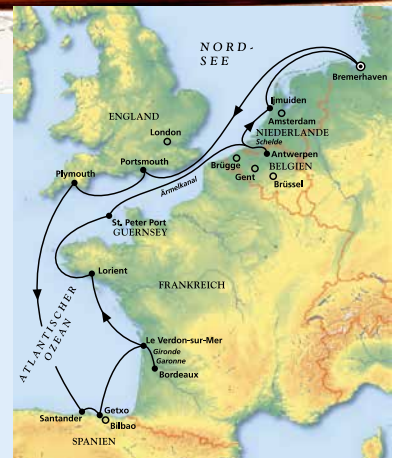 NORD-
SEE
Bremerhaven
Ijmuiden
Amsterdam
NIEDERLANDE
Schelde
Antwerpen
BELGIEN
Brügge
Gent
Brüssel
ENGLAND
London
Portsmouth
Plymouth
Ärmelkanal
St. Peter Port
GUERNSEY
Lorient
FRANKREICH
ATLANTISCHER
OZEAN
Le Verdon-sur-Mer
Gironde
Garonne
Bordeaux
Santander
Getxo
Bilbao
SPANIEN